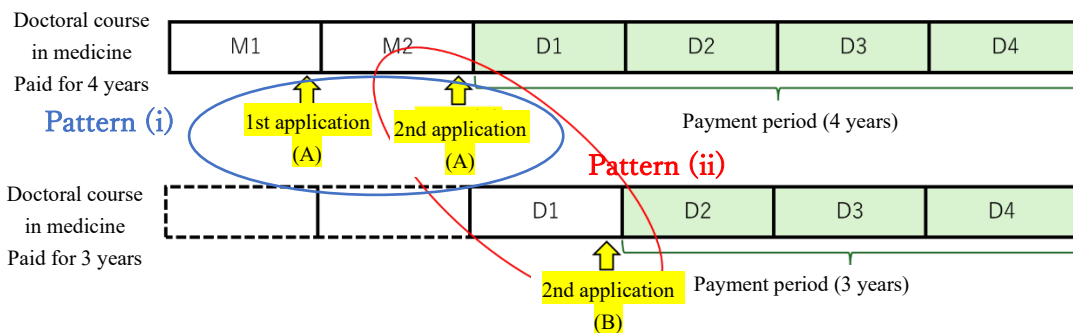 Doctoral course
in medicine
Paid for 4 years
M1 M2 D1 D2 D3 D4
Pattern (i)
1st application
(A)
2nd application
(A)
Payment period (4 years)
Pattern (ii)
Doctoral course
in medicine
Paid for 3 years
D1 D2 D3 D4
2nd application
(B)
Payment period (3 years)